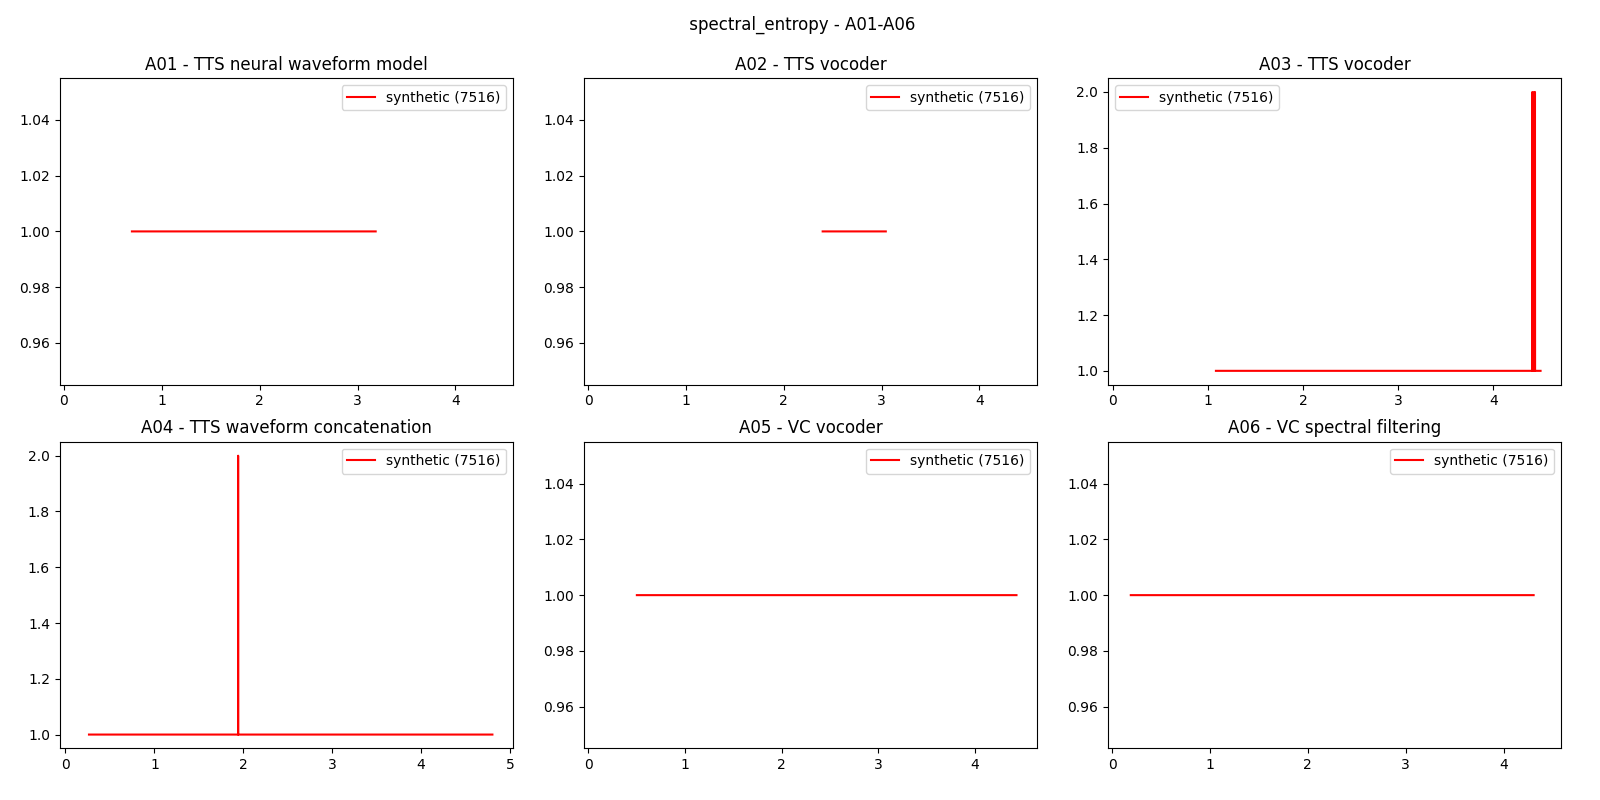 spectral_entropy - A01-A06
A01 - TTS neural waveform model
synthetic (7516)
1.04
1.02
1.00
0.98
0.96
0 1 2 3 4
A02 - TTS vocoder
synthetic (7516)
1.04
1.02
1.00
0.98
0.96
0 1 2 3 4
A03 - TTS vocoder
synthetic (7516)
2.0
1.8
1.6
1.4
1.2
1.0
0 1 2 3 4
A04 - TTS waveform concatenation
synthetic (7516)
2.0
1.8
1.6
1.4
1.2
1.0
0 1 2 3 4 5
A05 - VC vocoder
synthetic (7516)
1.04
1.02
1.00
0.98
0.96
0 1 2 3 4
A06 - VC spectral filtering
synthetic (7516)
1.04
1.02
1.00
0.98
0.96
0 1 2 3 4